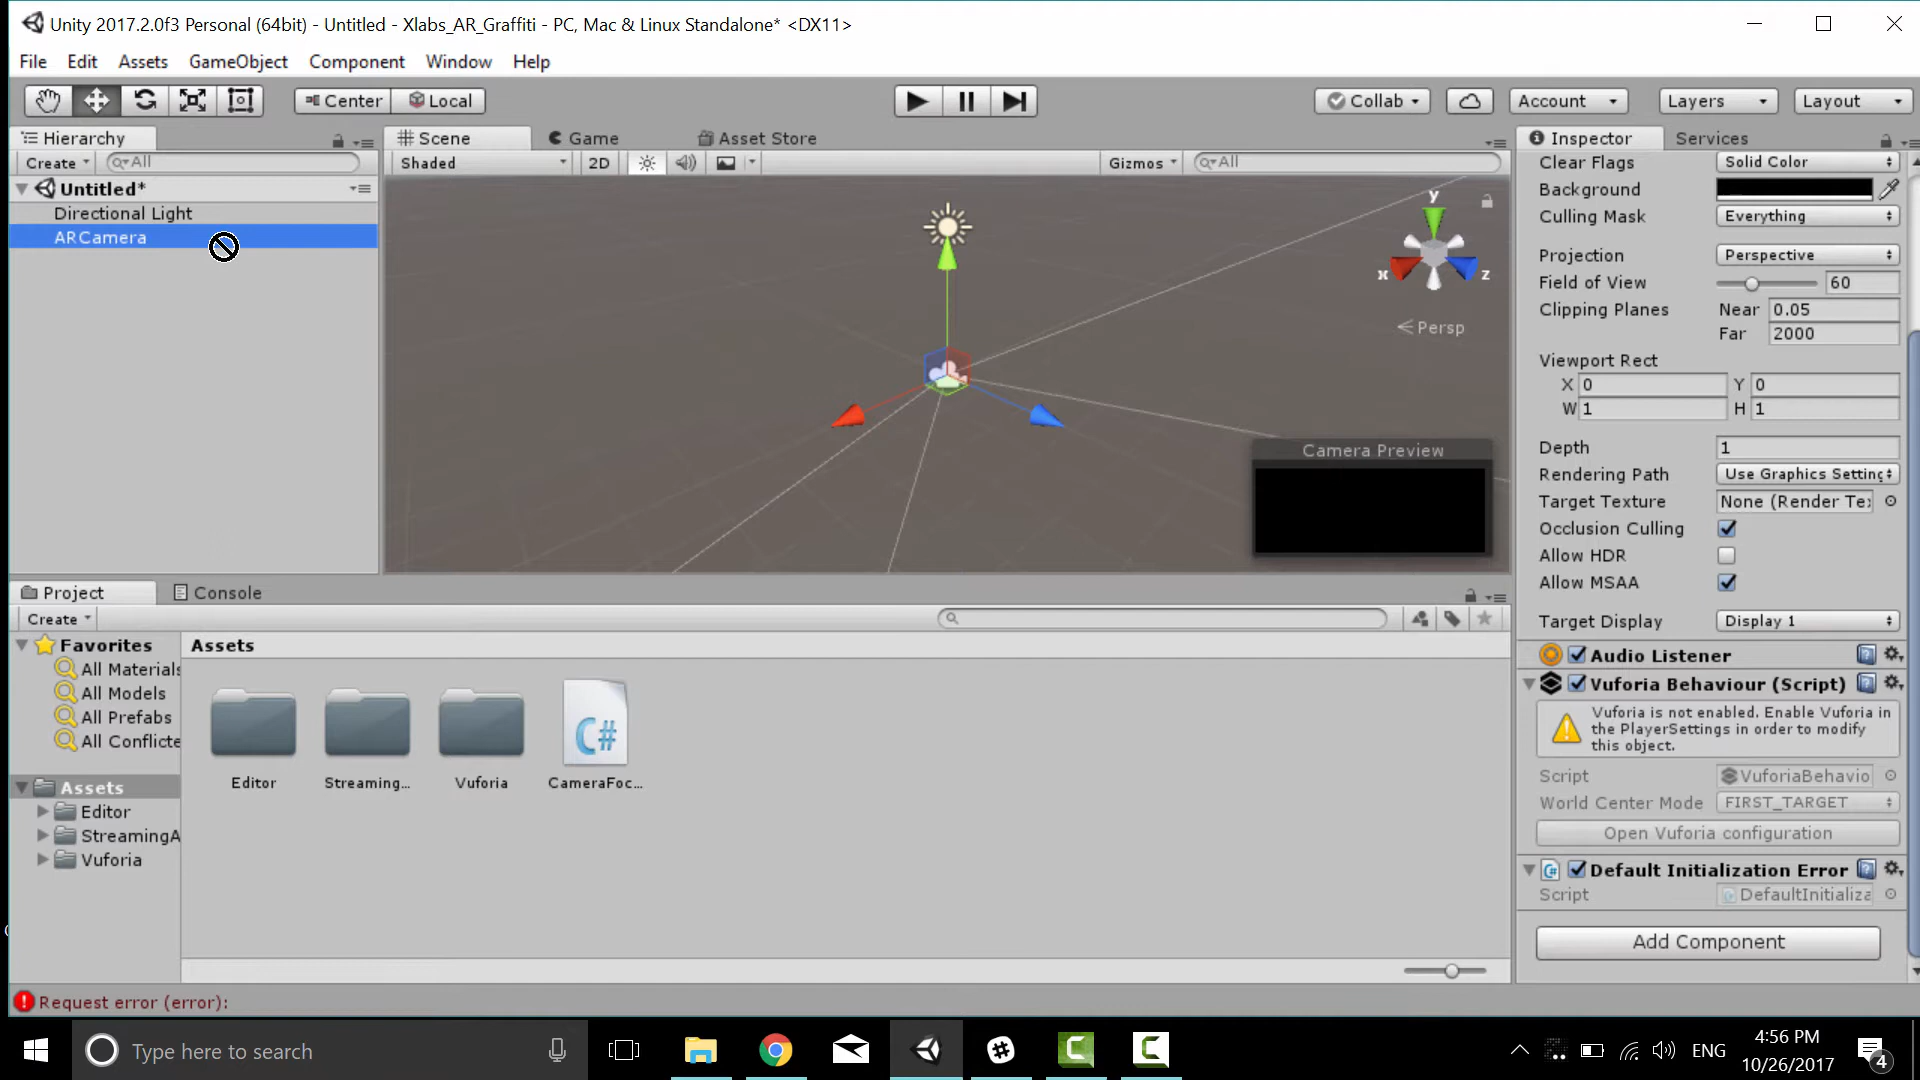 Unity 2017.2.0f3 Personal (64bit) - Untitled - Xlabs_AR_Graffiti - PC, Mac & Linux Standalone* <DX11>
File Edit Assets GameObject Component Window Help
Center Local Collab Account Layers Layout
Hierarchy Scene Game Asset Store Inspector Services
Create All Shaded 2D Gizmos All Clear Flags Solid Color
Untitled* Background
Directional Light Culling Mask Everything
ARCamera
y
x z
Persp
Projection Perspective
Field of View 60
Clipping Planes Near 0.05
Far 2000
Viewport Rect
X 0 Y 0
W 1 H 1
Camera Preview
Depth 1
Rendering Path Use Graphics Setting
Target Texture None (Render Te
Occlusion Culling
Allow HDR
Allow MSAA
Target Display Display 1
Project Console
Create
Favorites Assets
All Materials
All Models
All Prefabs
All Conflicte
Assets
Editor
StreamingA
Vuforia
C#
Editor Streaming... Vuforia CameraFoc...
Audio Listener
Vuforia Behaviour (Script)
Vuforia is not enabled. Enable Vuforia in
the PlayerSettings in order to modify
this object.
Script VuforiaBehavio
World Center Mode FIRST_TARGET
Open Vuforia configuration
C# Default Initialization Error
Script DefaultInitializa
Add Component
Request error (error):
Type here to search
ENG
4:56 PM
10/26/2017
4